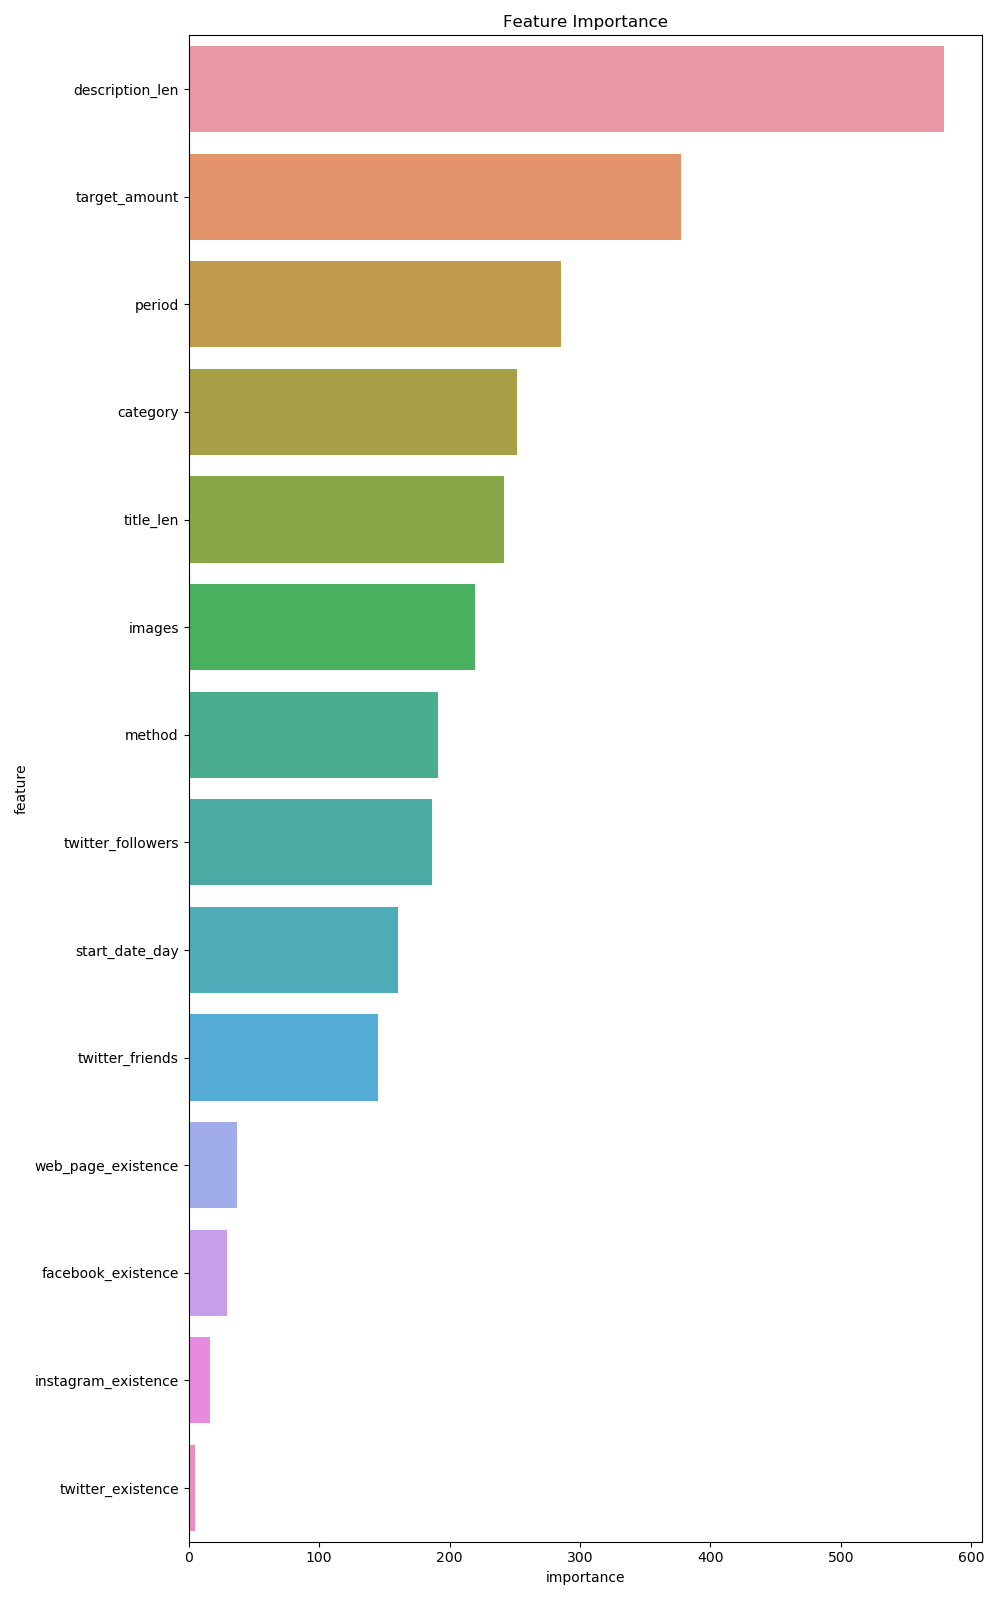 Feature Importance
description_len
target_amount
period
category
title_len
images
method
twitter_followers
start_date_day
twitter_friends
web_page_existence
facebook_existence
instagram_existence
twitter_existence
feature
0 100 200 300 400 500 600
importance